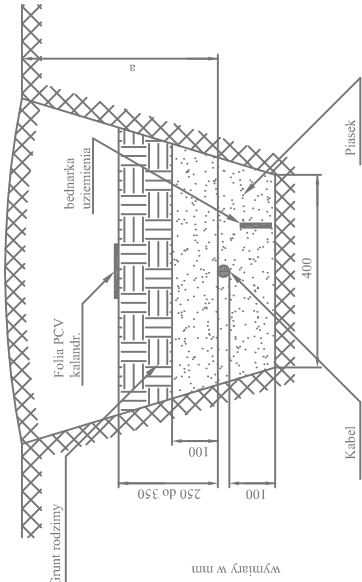 a
bednarka
uziemienia
Piasek
Folia PCV
kalandr.
400
100
250 do 350
100
Grunt rodzimy
Kabel
wymiary w mm